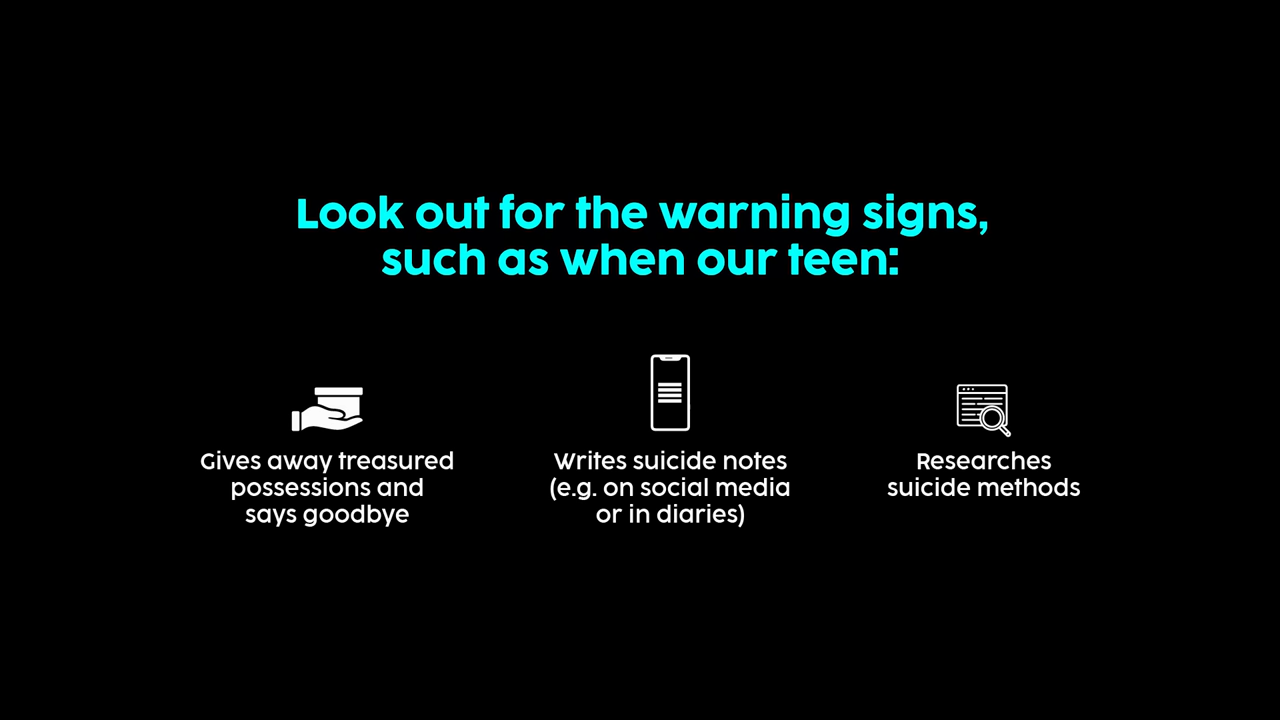 Look out for the warning signs,
such as when our teen:
Gives away treasured
possessions and
says goodbye
Writes suicide notes
(e.g. on social media
or in diaries)
Researches
suicide methods